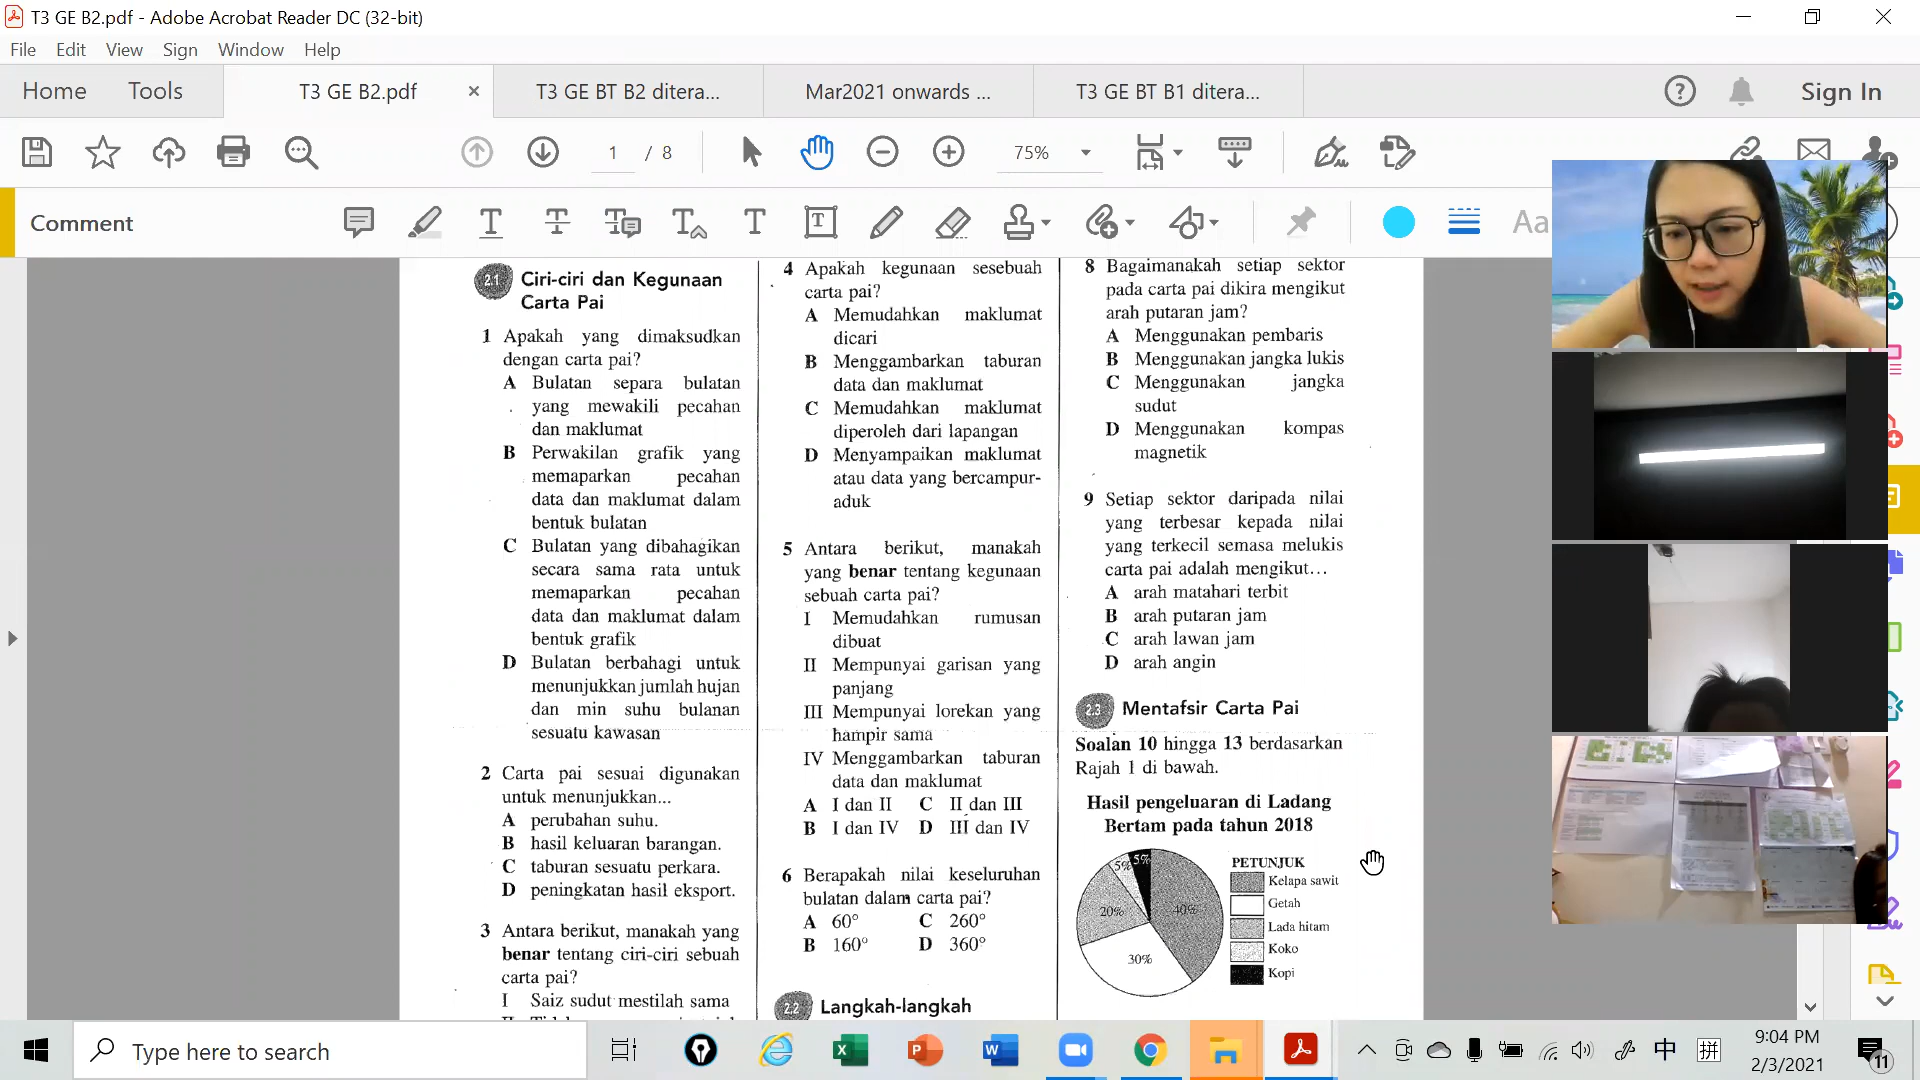 T3 GE B2.pdf - Adobe Acrobat Reader DC (32-bit)
File Edit View Sign Window Help
Home Tools T3 GE B2.pdf × T3 GE BT B2 ditera... Mar2021 onwards ... T3 GE BT B1 ditera... Sign In
1 / 8 75%
Comment
2.1 Ciri-ciri dan Kegunaan
Carta Pai
1 Apakah yang dimaksudkan
dengan carta pai?
A Bulatan separa bulatan
yang mewakili pecahan
dan maklumat
B Perwakilan grafik yang
memaparkan pecahan
data dan maklumat dalam
bentuk bulatan
C Bulatan yang dibahagikan
secara sama rata untuk
memaparkan pecahan
data dan maklumat dalam
bentuk grafik
D Bulatan berbahagi untuk
menunjukkan jumlah hujan
dan min suhu bulanan
sesuatu kawasan
2 Carta pai sesuai digunakan
untuk menunjukkan...
A perubahan suhu.
B hasil keluaran barangan.
C taburan sesuatu perkara.
D peningkatan hasil eksport.
3 Antara berikut, manakah yang
benar tentang ciri-ciri sebuah
carta pai?
I Saiz sudut mestilah sama
4 Apakah kegunaan sesebuah
carta pai?
A Memudahkan maklumat
dicari
B Menggambarkan taburan
data dan maklumat
C Memudahkan maklumat
diperoleh dari lapangan
D Menyampaikan maklumat
atau data yang bercampur-
aduk
5 Antara berikut, manakah
yang benar tentang kegunaan
sebuah carta pai?
I Memudahkan rumusan
dibuat
II Mempunyai garisan yang
panjang
III Mempunyai lorekan yang
hampir sama
IV Menggambarkan taburan
data dan maklumat
A I dan II C II dan III
B I dan IV D III dan IV
6 Berapakah nilai keseluruhan
bulatan dalam carta pai?
A 60° C 260°
B 160° D 360°
2.2 Langkah-langkah
8 Bagaimanakah setiap sektor
pada carta pai dikira mengikut
arah putaran jam?
A Menggunakan pembaris
B Menggunakan jangka lukis
C Menggunakan jangka
sudut
D Menggunakan kompas
magnetik
9 Setiap sektor daripada nilai
yang terbesar kepada nilai
yang terkecil semasa melukis
carta pai adalah mengikut...
A arah matahari terbit
B arah putaran jam
C arah lawan jam
D arah angin
2.3 Mentafsir Carta Pai
Soalan 10 hingga 13 berdasarkan
Rajah 1 di bawah.
Hasil pengeluaran di Ladang
Bertam pada tahun 2018
5% 5%
20% 40%
30%
PETUNJUK
Kelapa sawit
Getah
Lada hitam
Koko
Kopi
Aa
Type here to search
中 拼
9:04 PM
2/3/2021
11